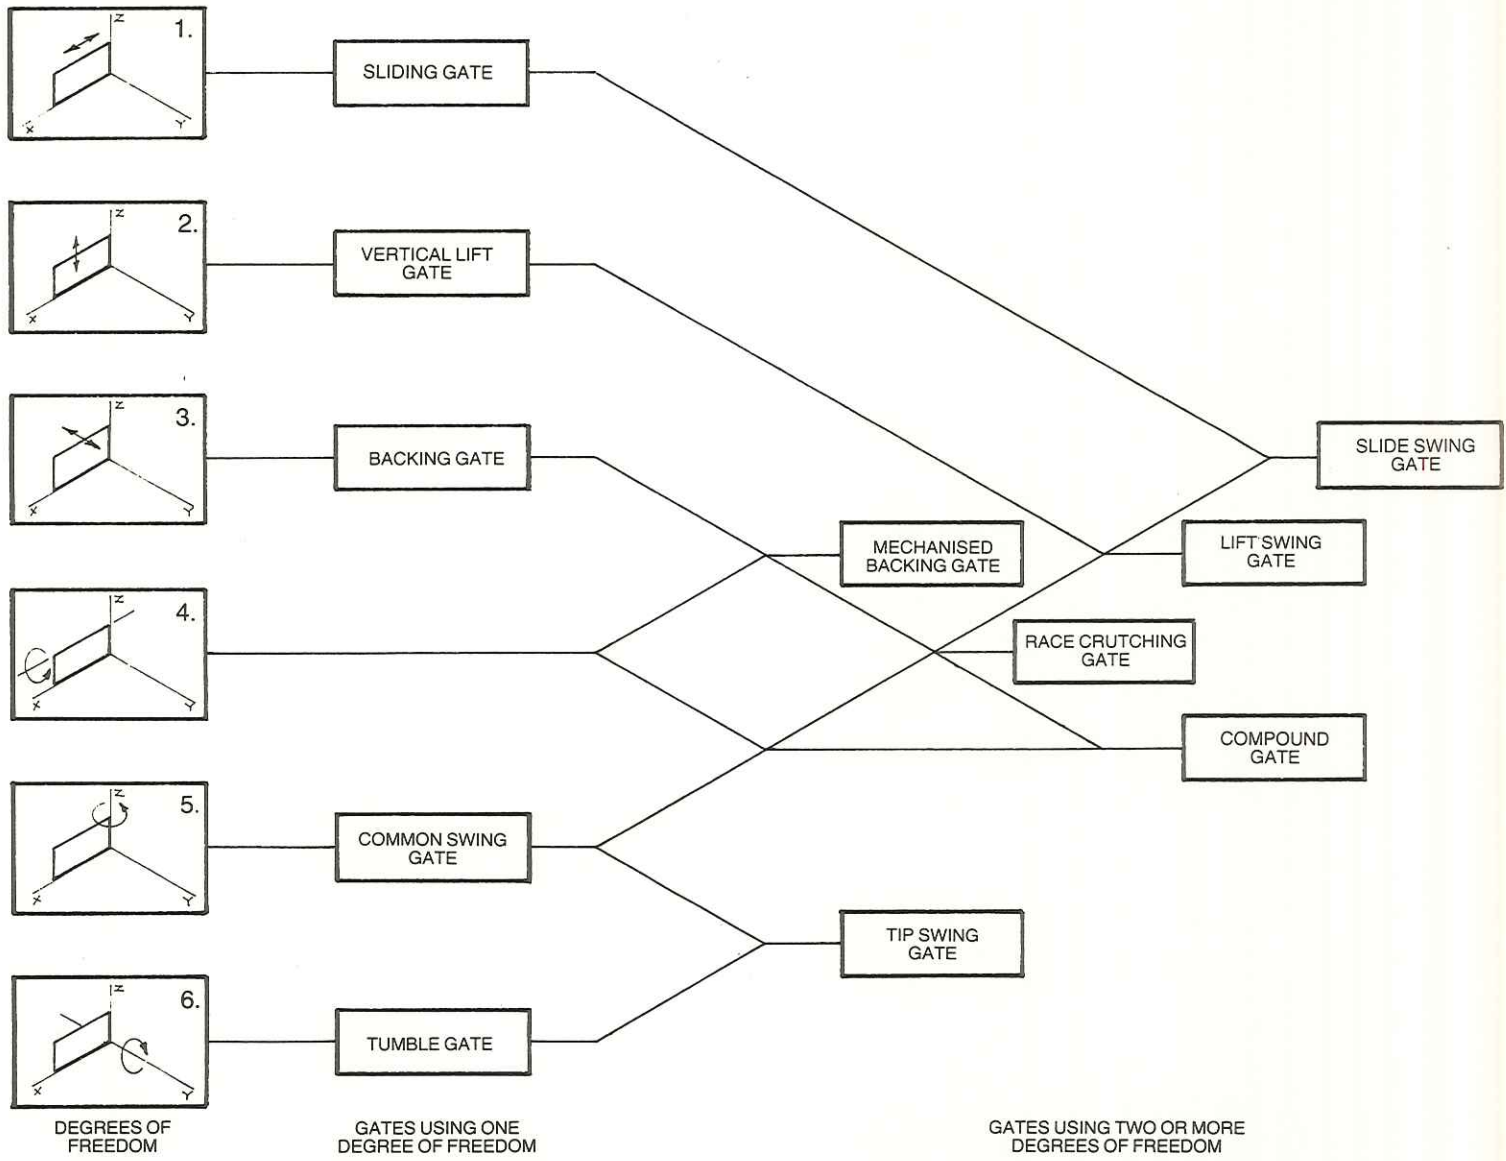 Z
1.
X
Y
SLIDING GATE
Z
2.
X
Y
VERTICAL LIFT
GATE
Z
3.
X
Y
BACKING GATE
SLIDE SWING
GATE
MECHANISED
BACKING GATE
LIFT SWING
GATE
Z
4.
X
Y
RACE CRUTCHING
GATE
COMPOUND
GATE
Z
5.
X
Y
COMMON SWING
GATE
TIP SWING
GATE
Z
6.
X
Y
TUMBLE GATE
DEGREES OF
FREEDOM
GATES USING ONE
DEGREE OF FREEDOM
GATES USING TWO OR MORE
DEGREES OF FREEDOM